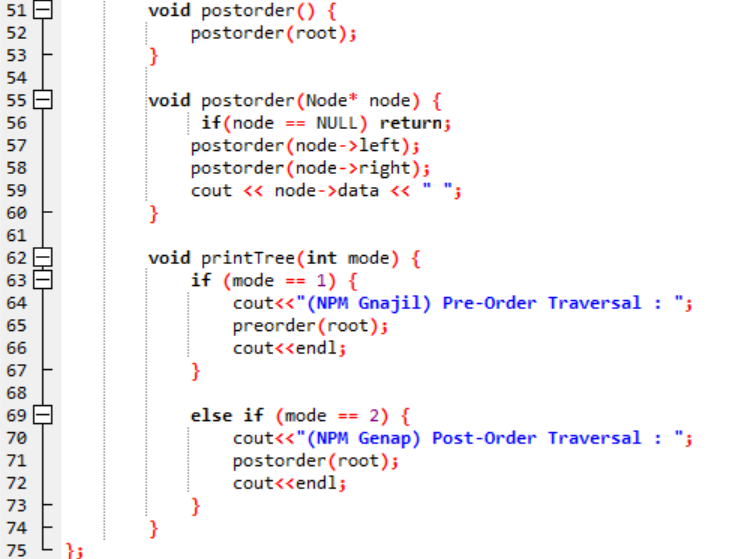 51 void postorder() {
52 postorder(root);
53 }
54
55 void postorder(Node* node) {
56 if(node == NULL) return;
57 postorder(node->left);
58 postorder(node->right);
59 cout << node->data << " ";
60 }
61
62 void printTree(int mode) {
63 if (mode == 1) {
64 cout<<"(NPM Gnajil) Pre-Order Traversal : ";
65 preorder(root);
66 cout<<endl;
67 }
68
69 else if (mode == 2) {
70 cout<<"(NPM Genap) Post-Order Traversal : ";
71 postorder(root);
72 cout<<endl;
73 }
74 }
75 };